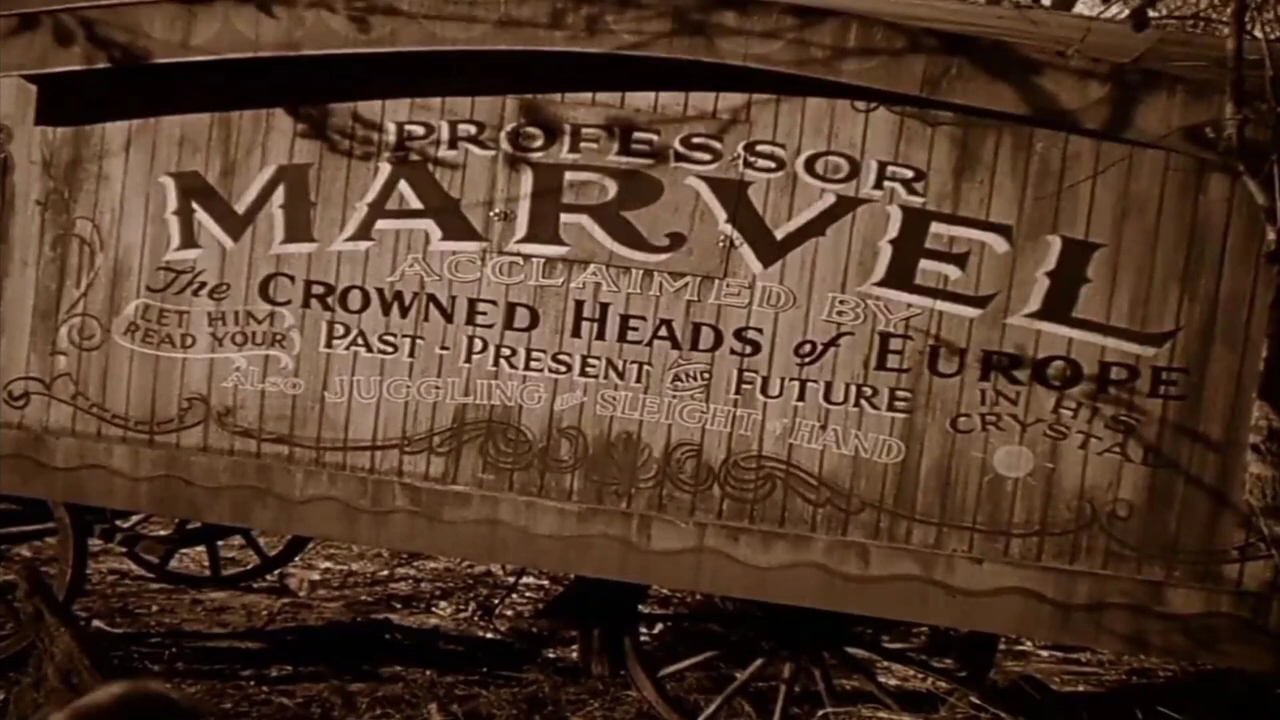 PROFESSOR
MARVEL
ACCLAIMED BY
The CROWNED HEADS of EUROPE
LET HIM
READ YOUR
PAST - PRESENT AND FUTURE
IN HIS
CRYSTAL
ALSO JUGGLING and SLEIGHT of HAND